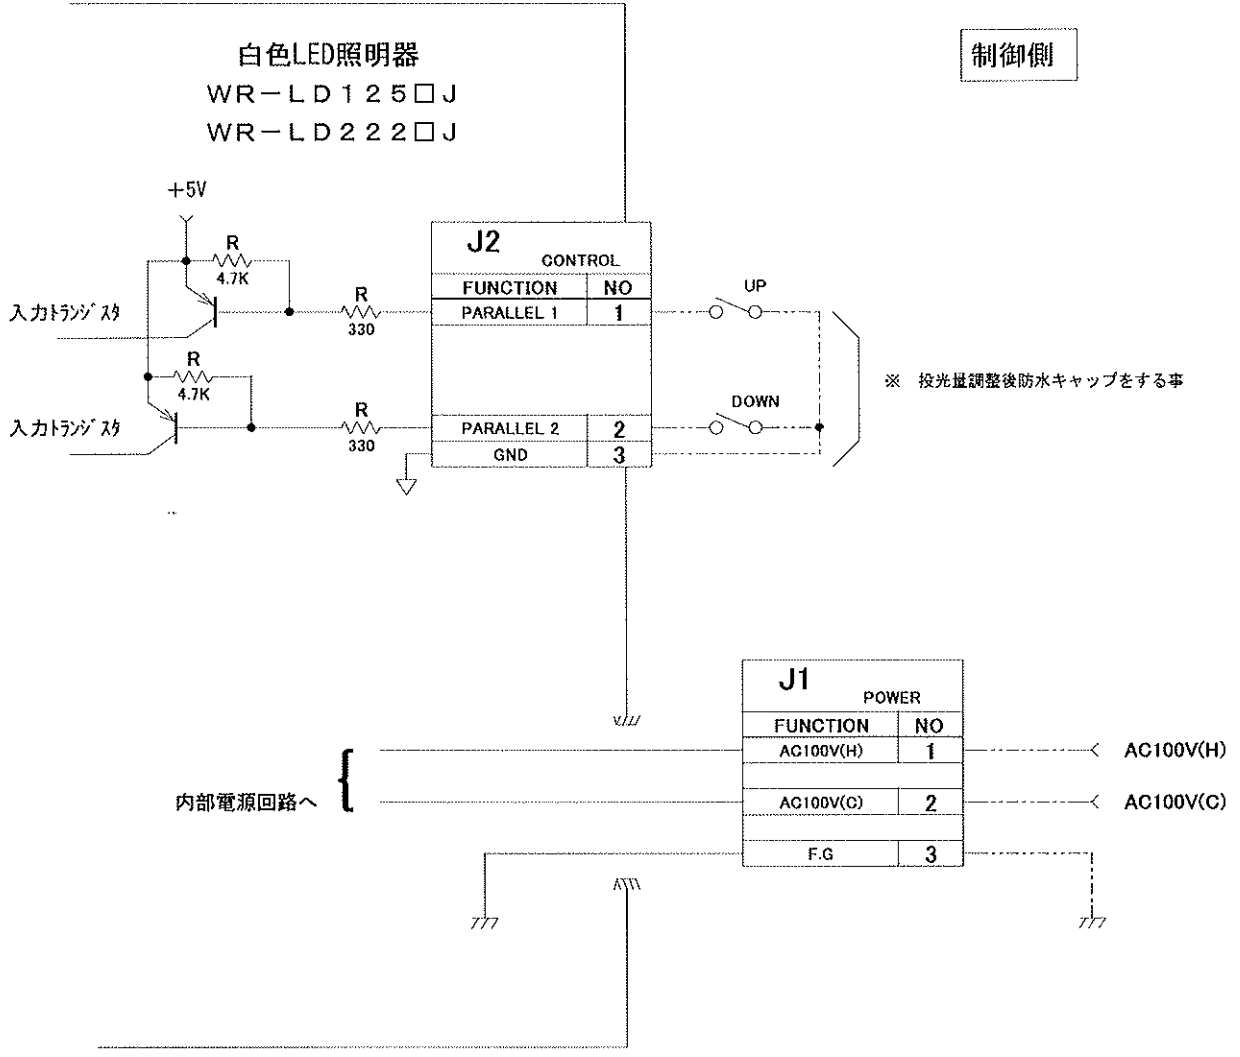 白色LED照明器
制御側
WR－LD125□J
WR－LD222□J
+5V
R
4.7K
入力トランジスタ
R
330
J2
CONTROL
FUNCTION NO
PARALLEL 1 1
UP
R
4.7K
※ 投光量調整後防水キャップをする事
入力トランジスタ
R
330
PARALLEL 2 2
DOWN
GND 3
J1
POWER
FUNCTION NO
AC100V(H) 1
AC100V(H)
内部電源回路へ
AC100V(C) 2
AC100V(C)
F.G 3